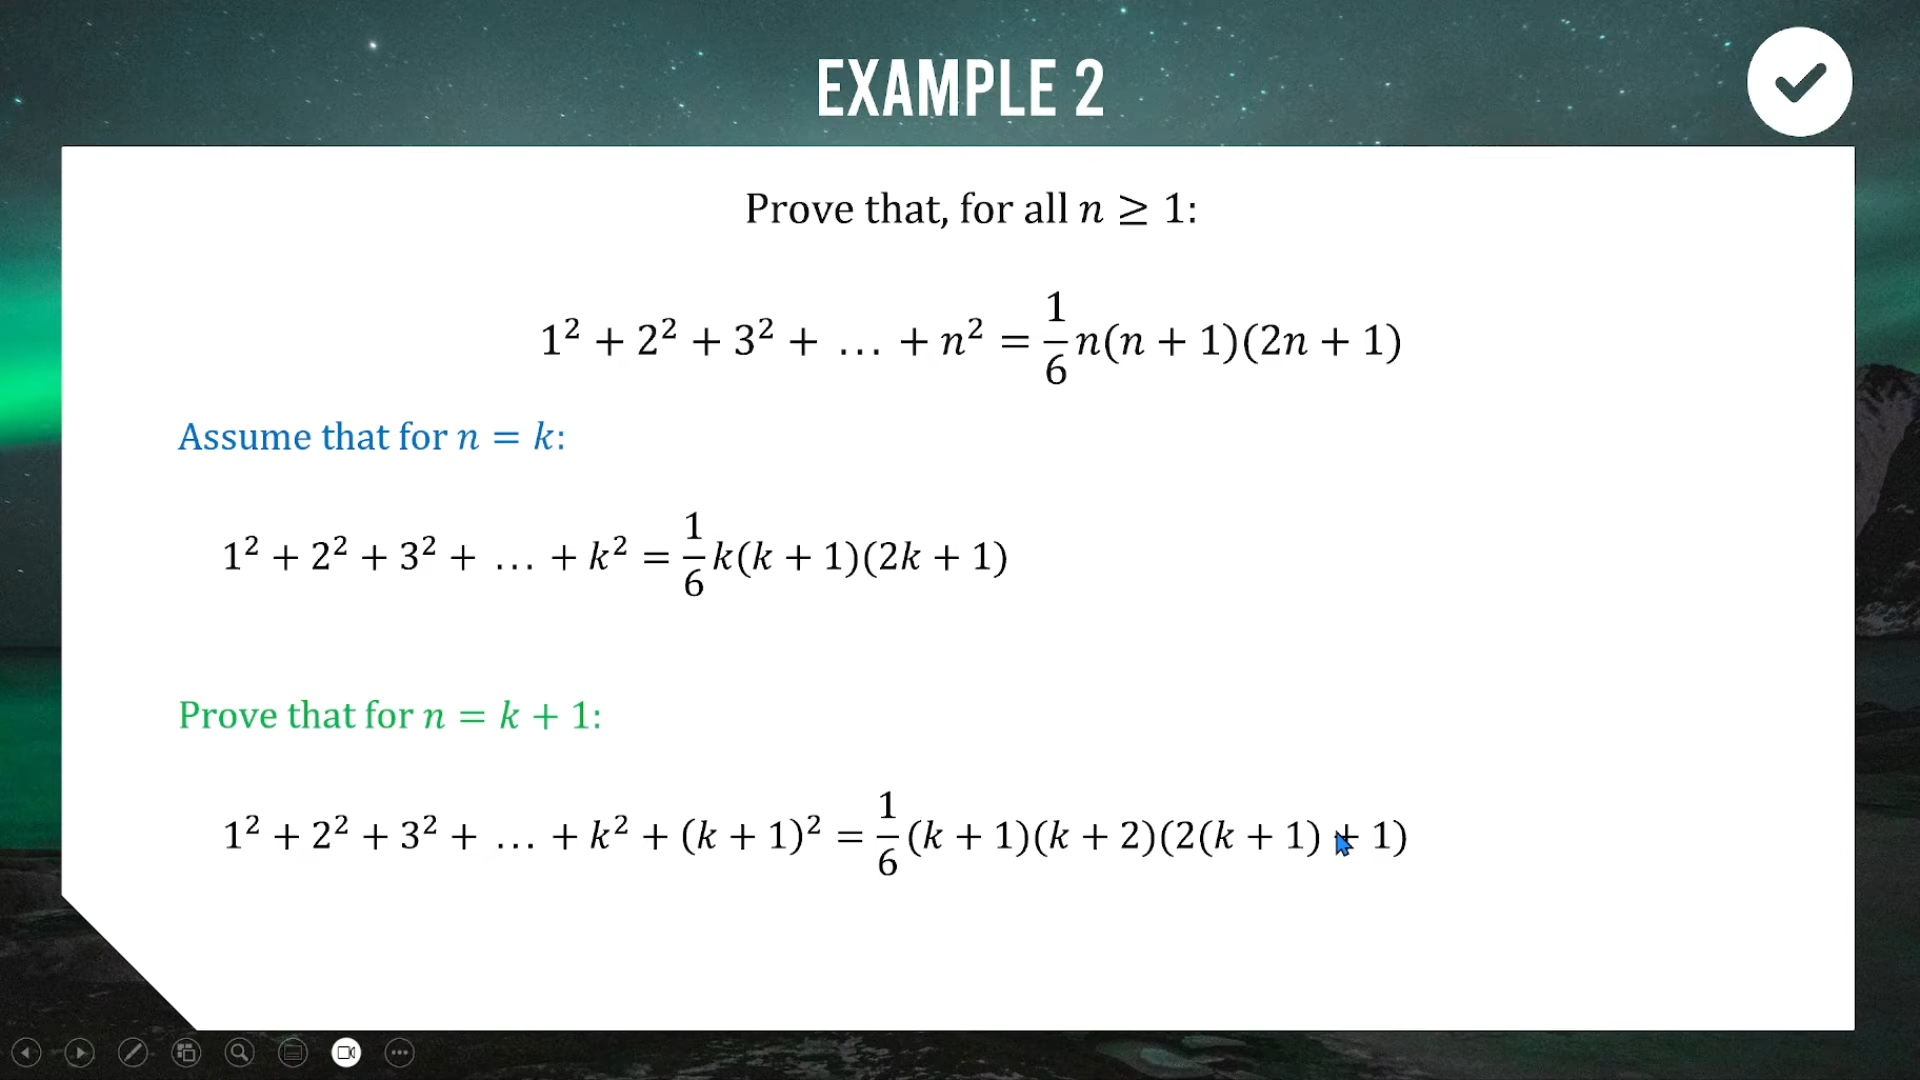 EXAMPLE 2
Prove that, for all n ≥ 1:
1² + 2² + 3² + … + n² = 1/6 n(n + 1)(2n + 1)
Assume that for n = k:
1² + 2² + 3² + … + k² = 1/6 k(k + 1)(2k + 1)
Prove that for n = k + 1:
1² + 2² + 3² + … + k² + (k + 1)² = 1/6 (k + 1)(k + 2)(2(k + 1) + 1)